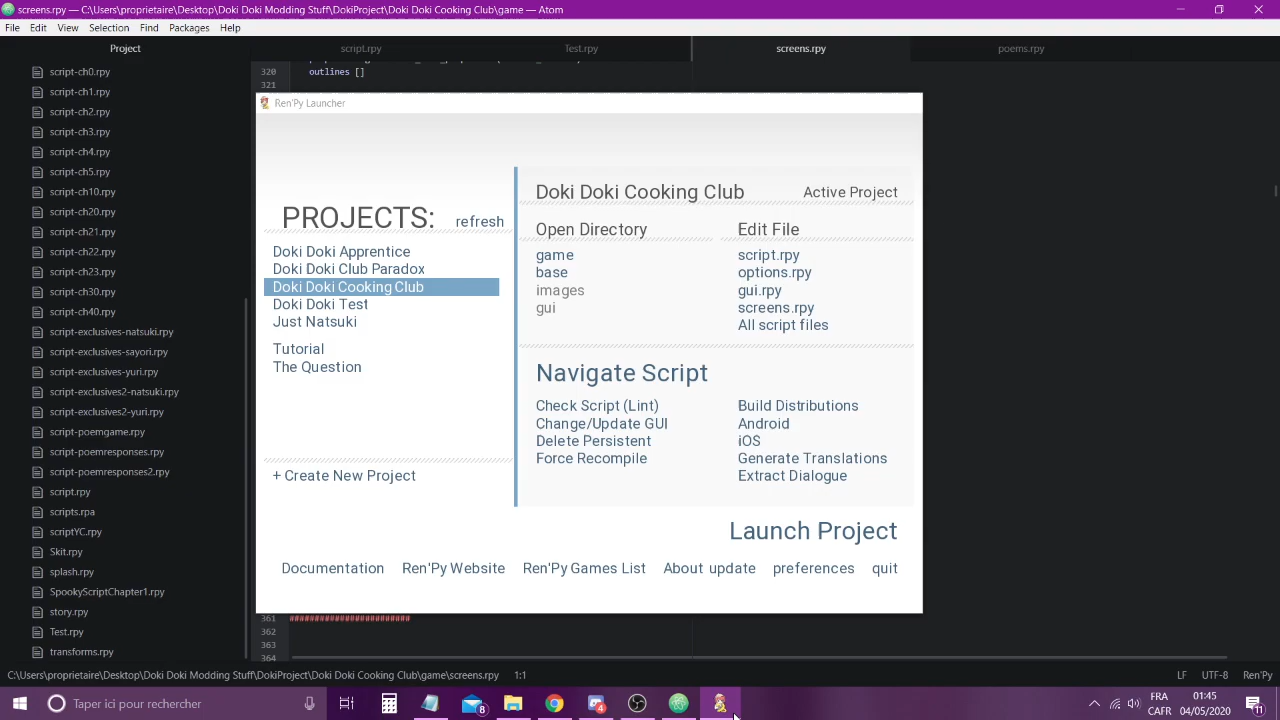 screens.rpy — C:\Users\proprietaire\Desktop\Doki Doki Modding Stuff\DokiProject\Doki Doki Cooking Club\game — Atom
File Edit View Selection Find Packages Help
Project script.rpy Test.rpy screens.rpy poems.rpy
script-ch0.rpy
script-ch1.rpy
script-ch2.rpy
script-ch3.rpy
script-ch4.rpy
script-ch5.rpy
script-ch10.rpy
script-ch20.rpy
script-ch21.rpy
script-ch22.rpy
script-ch23.rpy
script-ch30.rpy
script-ch40.rpy
script-exclusives-natsuki.rpy
script-exclusives-sayori.rpy
script-exclusives-yuri.rpy
script-exclusives2-natsuki.rpy
script-exclusives2-yuri.rpy
script-poemgame.rpy
script-poemresponses.rpy
script-poemresponses2.rpy
script.rpy
scripts.rpa
scriptYC.rpy
Skit.rpy
splash.rpy
SpookyScriptChapter1.rpy
story.rpy
Test.rpy
transforms.rpy
320 outlines []
321
Ren'Py Launcher
PROJECTS: refresh
Doki Doki Apprentice
Doki Doki Club Paradox
Doki Doki Cooking Club
Doki Doki Test
Just Natsuki
Tutorial
The Question
+ Create New Project
Doki Doki Cooking Club Active Project
Open Directory
game
base
images
gui
Edit File
script.rpy
options.rpy
gui.rpy
screens.rpy
All script files
Navigate Script
Check Script (Lint)
Change/Update GUI
Delete Persistent
Force Recompile
Build Distributions
Android
iOS
Generate Translations
Extract Dialogue
Launch Project
Documentation Ren'Py Website Ren'Py Games List About update preferences quit
361 ########################
362
363
364
C:\Users\proprietaire\Desktop\Doki Doki Modding Stuff\DokiProject\Doki Doki Cooking Club\game\screens.rpy 1:1 LF UTF-8 Ren'Py
Taper ici pour rechercher
8
4
FRA
CAFR
01:45
04/05/2020
11